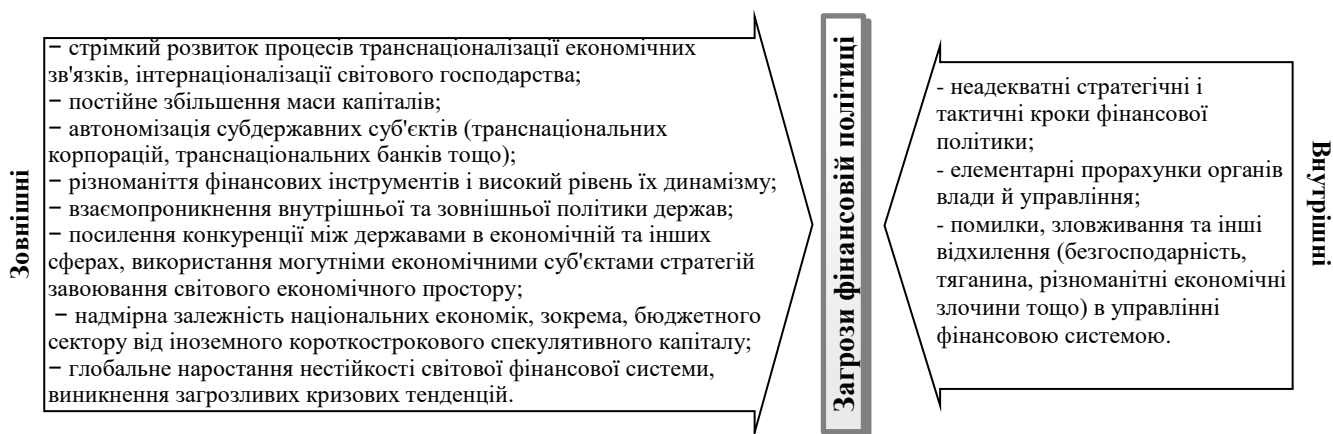 Зовнішні
− стрімкий розвиток процесів транснаціоналізації економічних
зв'язків, інтернаціоналізації світового господарства;
− постійне збільшення маси капіталів;
− автономізація субдержавних суб'єктів (транснаціональних
корпорацій, транснаціональних банків тощо);
− різноманіття фінансових інструментів і високий рівень їх динамізму;
− взаємопроникнення внутрішньої та зовнішньої політики держав;
− посилення конкуренції між державами в економічній та інших
сферах, використання могутніми економічними суб'єктами стратегій
завоювання світового економічного простору;
− надмірна залежність національних економік, зокрема, бюджетного
сектору від іноземного короткострокового спекулятивного капіталу;
− глобальне наростання нестійкості світової фінансової системи,
виникнення загрозливих кризових тенденцій.
Загрози фінансовій політиці
- неадекватні стратегічні і
тактичні кроки фінансової
політики;
- елементарні прорахунки органів
влади й управління;
- помилки, зловживання та інші
відхилення (безгосподарність,
тяганина, різноманітні економічні
злочини тощо) в управлінні
фінансовою системою.
Внутрішні